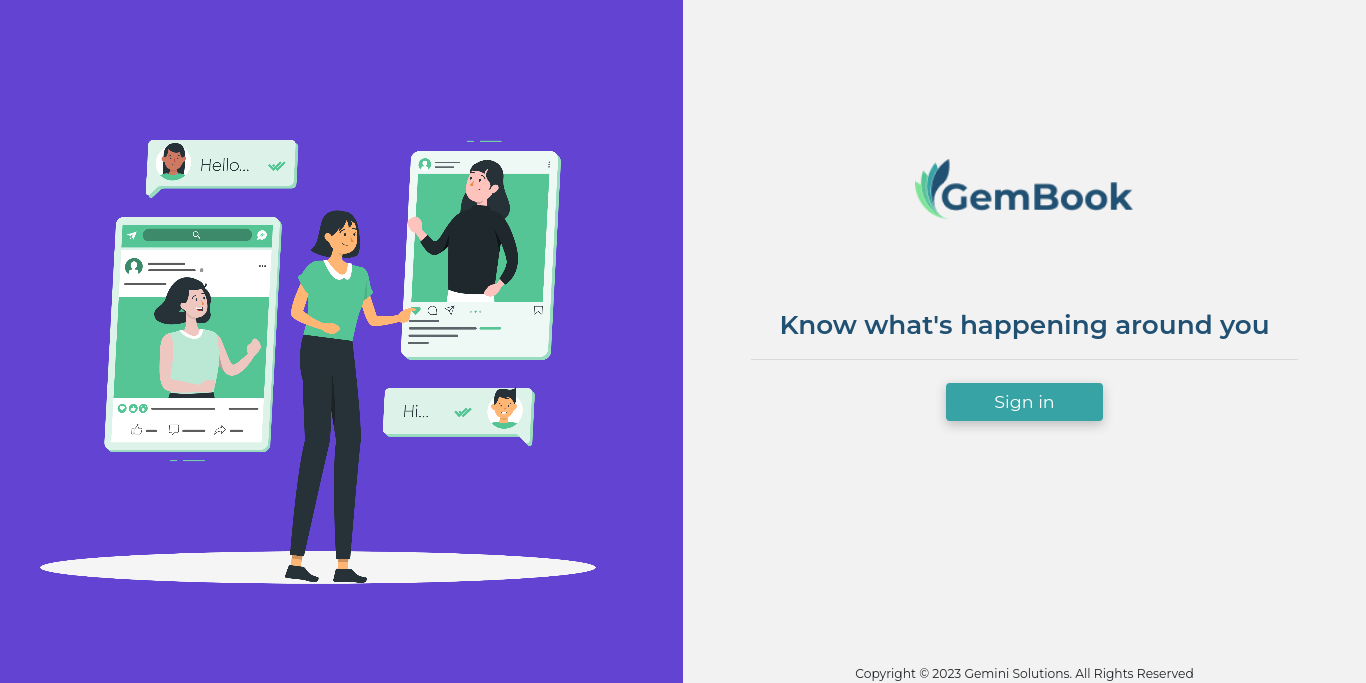 Hello...
Hi...
GemBook
Know what's happening around you
Sign in
Copyright © 2023 Gemini Solutions. All Rights Reserved